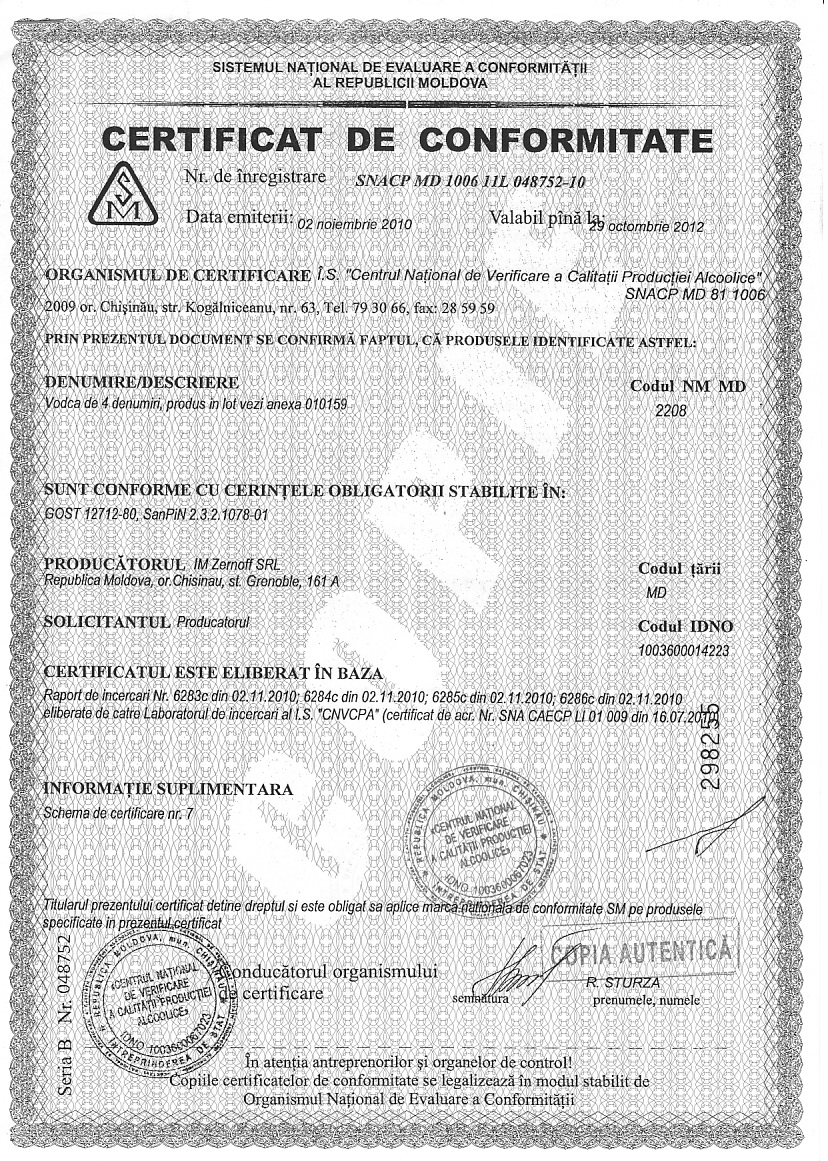 SISTEMUL NAȚIONAL DE EVALUARE A CONFORMITĂȚII
AL REPUBLICII MOLDOVA
CERTIFICAT DE CONFORMITATE
SM
Nr. de înregistrare SNACP MD 1006 11L 048752-10
Data emiterii: 02 noiembrie 2010 Valabil pînă la: 29 octombrie 2012
ORGANISMUL DE CERTIFICARE Î.S. "Centrul Național de Verificare a Calitații Producției Alcoolice"
SNACP MD 81 1006
2009 or. Chișinău, str. Kogălniceanu, nr. 63, Tel. 79 30 66, fax: 28 59 59
PRIN PREZENTUL DOCUMENT SE CONFIRMĂ FAPTUL, CĂ PRODUSELE IDENTIFICATE ASTFEL:
DENUMIRE/DESCRIERE Codul NM MD
Vodca de 4 denumiri, produs in lot vezi anexa 010159
2208
SUNT CONFORME CU CERINȚELE OBLIGATORII STABILITE ÎN:
GOST 12712-80, SanPiN 2.3.2.1078-01
PRODUCĂTORUL IM Zernoff SRL Codul țării
Republica Moldova, or.Chisinau, st. Grenoble, 161 A
MD
SOLICITANTUL Producatorul Codul IDNO
1003600014223
CERTIFICATUL ESTE ELIBERAT ÎN BAZA
Raport de incercari Nr. 6283c din 02.11.2010; 6284c din 02.11.2010; 6285c din 02.11.2010; 6286c din 02.11.2010
eliberate de catre Laboratorul de incercari al I.S. "CNVCPA" (certificat de acr. Nr. SNA CAECP LI 01 009 din 16.07.2010)
298255
INFORMAȚIE SUPLIMENTARA
Schema de certificare nr. 7
REPUBLICA MOLDOVA, mun. CHIȘINĂU
«CENTRUL NAȚIONAL
DE VERIFICARE
A CALITĂȚII PRODUCȚIEI
ALCOOLICE»
IDNO 1003600067023
ÎNTREPRINDEREA DE STAT
Titularul prezentului certificat detine dreptul si este obligat sa aplice marca nationala de conformitate SM pe produsele
specificate in prezentul certificat
COPIA AUTENTICĂ
onducătorul organismului
certificare
semnătura
R. STURZA
prenumele, numele
REPUBLICA MOLDOVA, mun. CHIȘINĂU
«CENTRUL NAȚIONAL
DE VERIFICARE
A CALITĂȚII PRODUCȚIEI
ALCOOLICE»
IDNO 1003600067023
ÎNTREPRINDEREA DE STAT
Seria B Nr. 048752
În atenția antreprenorilor și organelor de control!
Copiile certificatelor de conformitate se legalizează în modul stabilit de
Organismul Național de Evaluare a Conformității
COPIE